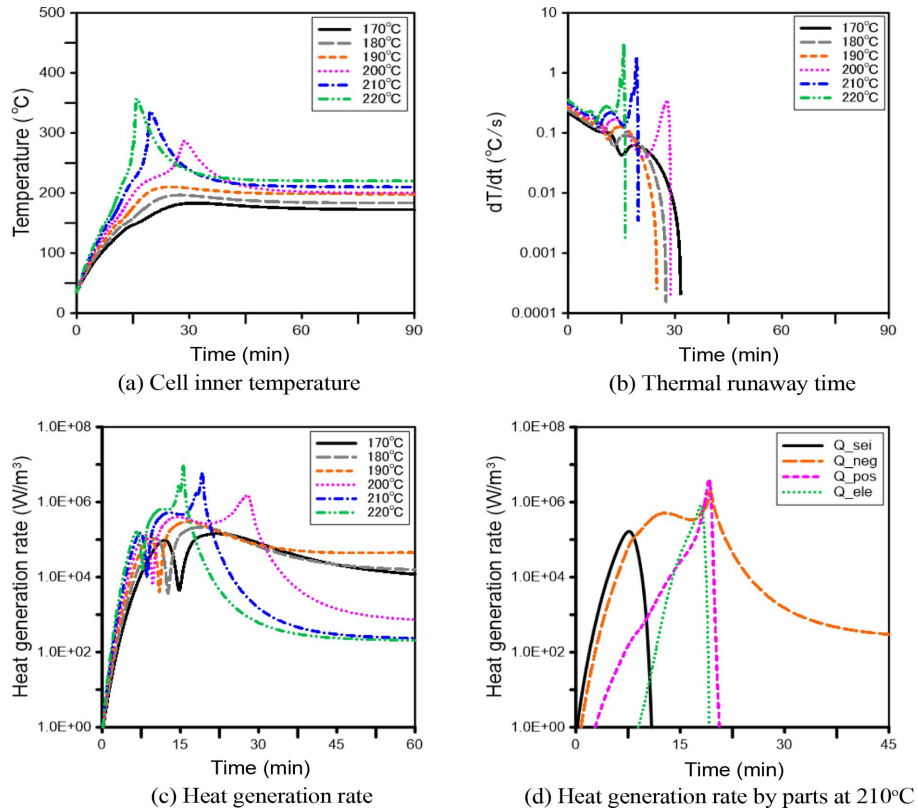 500
400
300
200
100
0
Temperature (°C)
0 30 60 90
Time (min)
170°C
180°C
190°C
200°C
210°C
220°C
(a) Cell inner temperature
10
1
0.1
0.01
0.001
0.0001
dT/dt (°C/s)
0 30 60 90
Time (min)
170°C
180°C
190°C
200°C
210°C
220°C
(b) Thermal runaway time
1.0E+08
1.0E+06
1.0E+04
1.0E+02
1.0E+00
Heat generation rate (W/m³)
0 15 30 45 60
Time (min)
170°C
180°C
190°C
200°C
210°C
220°C
(c) Heat generation rate
1.0E+08
1.0E+06
1.0E+04
1.0E+02
1.0E+00
Heat generation rate (W/m³)
0 15 30 45
Time (min)
Q_sei
Q_neg
Q_pos
Q_ele
(d) Heat generation rate by parts at 210°C